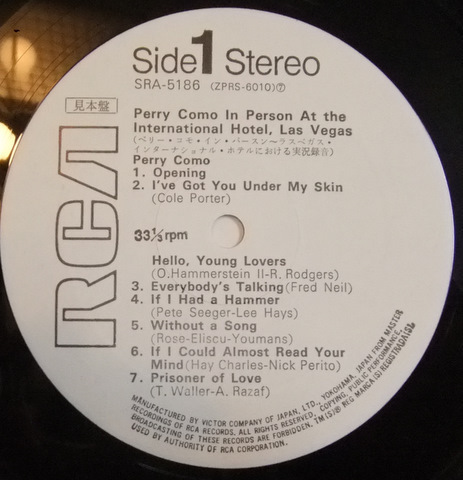 Side 1 Stereo
SRA-5186 (ZPRS-6010)⑦
見本盤
RCA
Perry Como In Person At the
International Hotel, Las Vegas
(ペリー・コモ・イン・パースン〜ラスベガス・
インターナショナル・ホテルにおける実況録音)
Perry Como
1. Opening
2. I've Got You Under My Skin
(Cole Porter)
33⅓ rpm
Hello, Young Lovers
(O.Hammerstein II-R. Rodgers)
3. Everybody's Talking (Fred Neil)
4. If I Had a Hammer
(Pete Seeger-Lee Hays)
5. Without a Song
(Rose-Eliscu-Youmans)
6. If I Could Almost Read Your
Mind (Hay Charles-Nick Perito)
7. Prisoner of Love
(T. Waller-A. Razaf)
MANUFACTURED BY VICTOR COMPANY OF JAPAN, LTD., YOKOHAMA, JAPAN FROM MASTER
RECORDINGS OF RCA RECORDS. ALL RIGHTS RESERVED. COPYING, PUBLIC PERFORMANCE,
BROADCASTING OF THESE RECORDS ARE FORBIDDEN. TM(S)® REG MARCA(S) REGISTRADA(S).
USED BY AUTHORITY OF RCA CORPORATION.